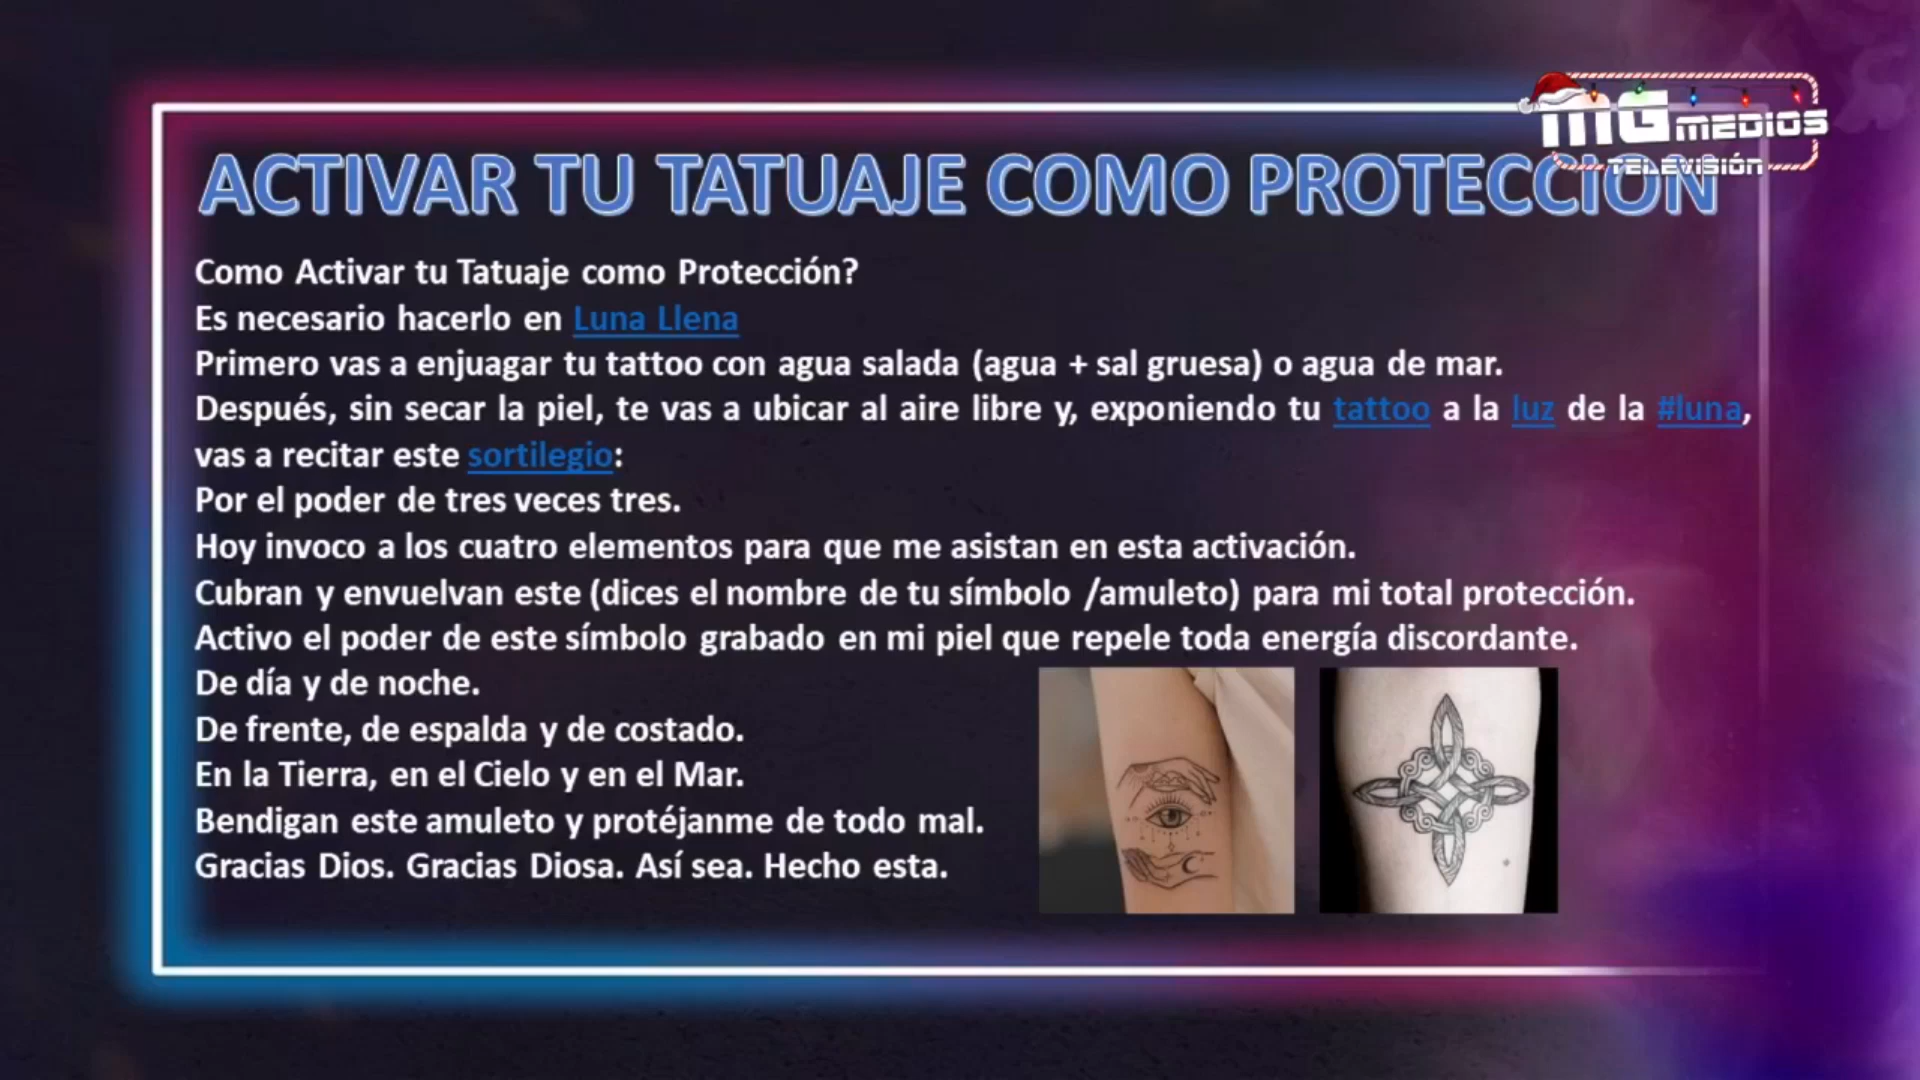 mG MEDIOS
TELEVISIÓN
ACTIVAR TU TATUAJE COMO PROTECCION
Como Activar tu Tatuaje como Protección?
Es necesario hacerlo en Luna Llena
Primero vas a enjuagar tu tattoo con agua salada (agua + sal gruesa) o agua de mar.
Después, sin secar la piel, te vas a ubicar al aire libre y, exponiendo tu tattoo a la luz de la #luna,
vas a recitar este sortilegio:
Por el poder de tres veces tres.
Hoy invoco a los cuatro elementos para que me asistan en esta activación.
Cubran y envuelvan este (dices el nombre de tu símbolo /amuleto) para mi total protección.
Activo el poder de este símbolo grabado en mi piel que repele toda energía discordante.
De día y de noche.
De frente, de espalda y de costado.
En la Tierra, en el Cielo y en el Mar.
Bendigan este amuleto y protéjanme de todo mal.
Gracias Dios. Gracias Diosa. Así sea. Hecho esta.